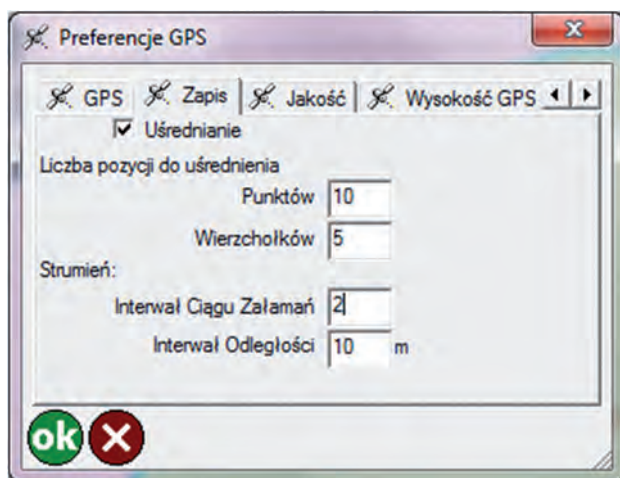 Preferencje GPS
GPS Zapis Jakość Wysokość GPS
Uśrednianie
Liczba pozycji do uśrednienia
Punktów 10
Wierzchołków 5
Strumień:
Interwał Ciągu Załamań 2
Interwał Odległości 10 m
ok